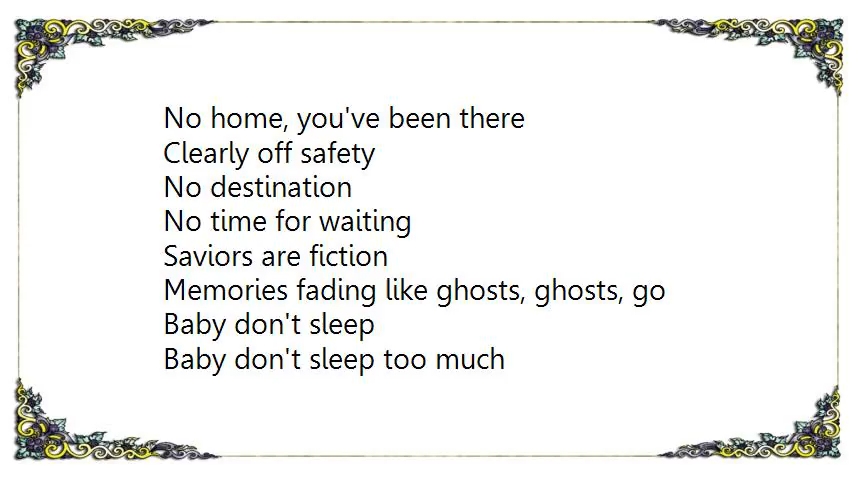 No home, you've been there
Clearly off safety
No destination
No time for waiting
Saviors are fiction
Memories fading like ghosts, ghosts, go
Baby don't sleep
Baby don't sleep too much